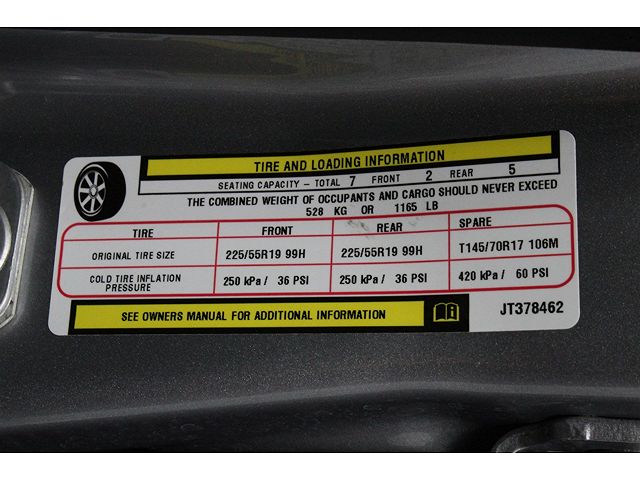 TIRE AND LOADING INFORMATION
SEATING CAPACITY – TOTAL 7 FRONT 2 REAR 5
THE COMBINED WEIGHT OF OCCUPANTS AND CARGO SHOULD NEVER EXCEED
528 KG OR 1165 LB
TIRE FRONT REAR SPARE
ORIGINAL TIRE SIZE 225/55R19 99H 225/55R19 99H T145/70R17 106M
COLD TIRE INFLATION PRESSURE 250 kPa / 36 PSI 250 kPa / 36 PSI 420 kPa / 60 PSI
SEE OWNERS MANUAL FOR ADDITIONAL INFORMATION
JT378462